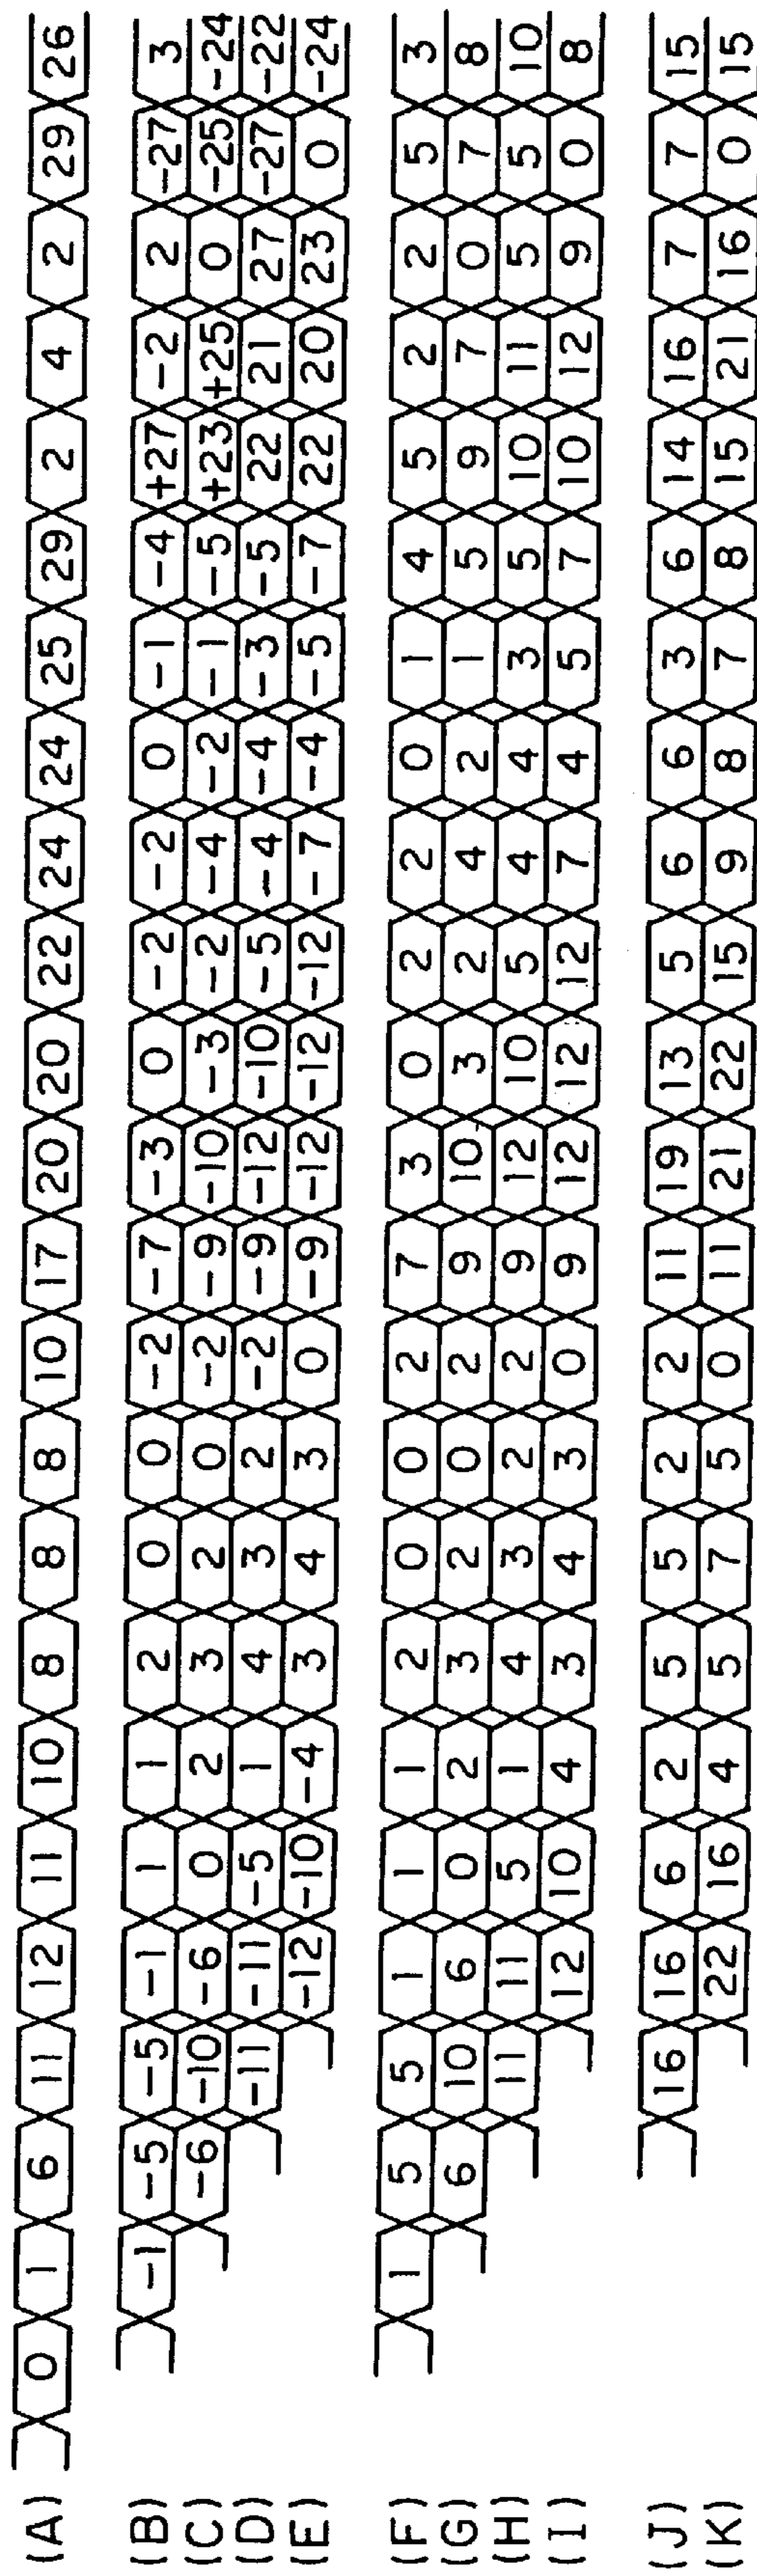 (A) 0 1 6 11 12 11 10 8 8 8 10 17 20 20 22 24 24 25 29 2 4 2 29 26
(B) -1 -5 -5 -1 1 1 2 0 0 -2 -7 -3 0 -2 -2 0 -1 -4 +27 -2 2 -27 3
(C) -6 -10 -6 0 2 3 2 0 -2 -9 -10 -3 -2 -4 -2 -1 -5 +23 +25 0 -25 -24
(D) -11 -11 -5 1 4 3 2 -2 -9 -12 -10 -5 -4 -4 -3 -5 22 21 27 -27 -22
(E) -12 -10 -4 3 4 3 0 -9 -12 -12 -12 -7 -4 -5 -7 22 20 23 0 -24
(F) 1 5 5 1 1 1 2 0 0 2 7 3 0 2 2 0 1 4 5 2 2 5 3
(G) 6 10 6 0 2 3 2 0 2 9 10 3 2 4 2 1 5 9 7 0 7 8
(H) 11 11 5 1 4 3 2 2 9 12 10 5 4 4 3 5 10 11 5 5 10
(I) 12 10 4 3 4 3 0 9 12 12 12 7 4 5 7 10 12 9 0 8
(J) 16 16 6 2 5 5 2 2 11 19 13 5 6 6 3 6 14 16 7 7 15
(K) 22 16 4 5 7 5 0 11 21 22 15 9 8 7 8 15 21 16 0 15